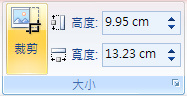 高度: 9.95 cm
裁剪
寬度: 13.23 cm
大小